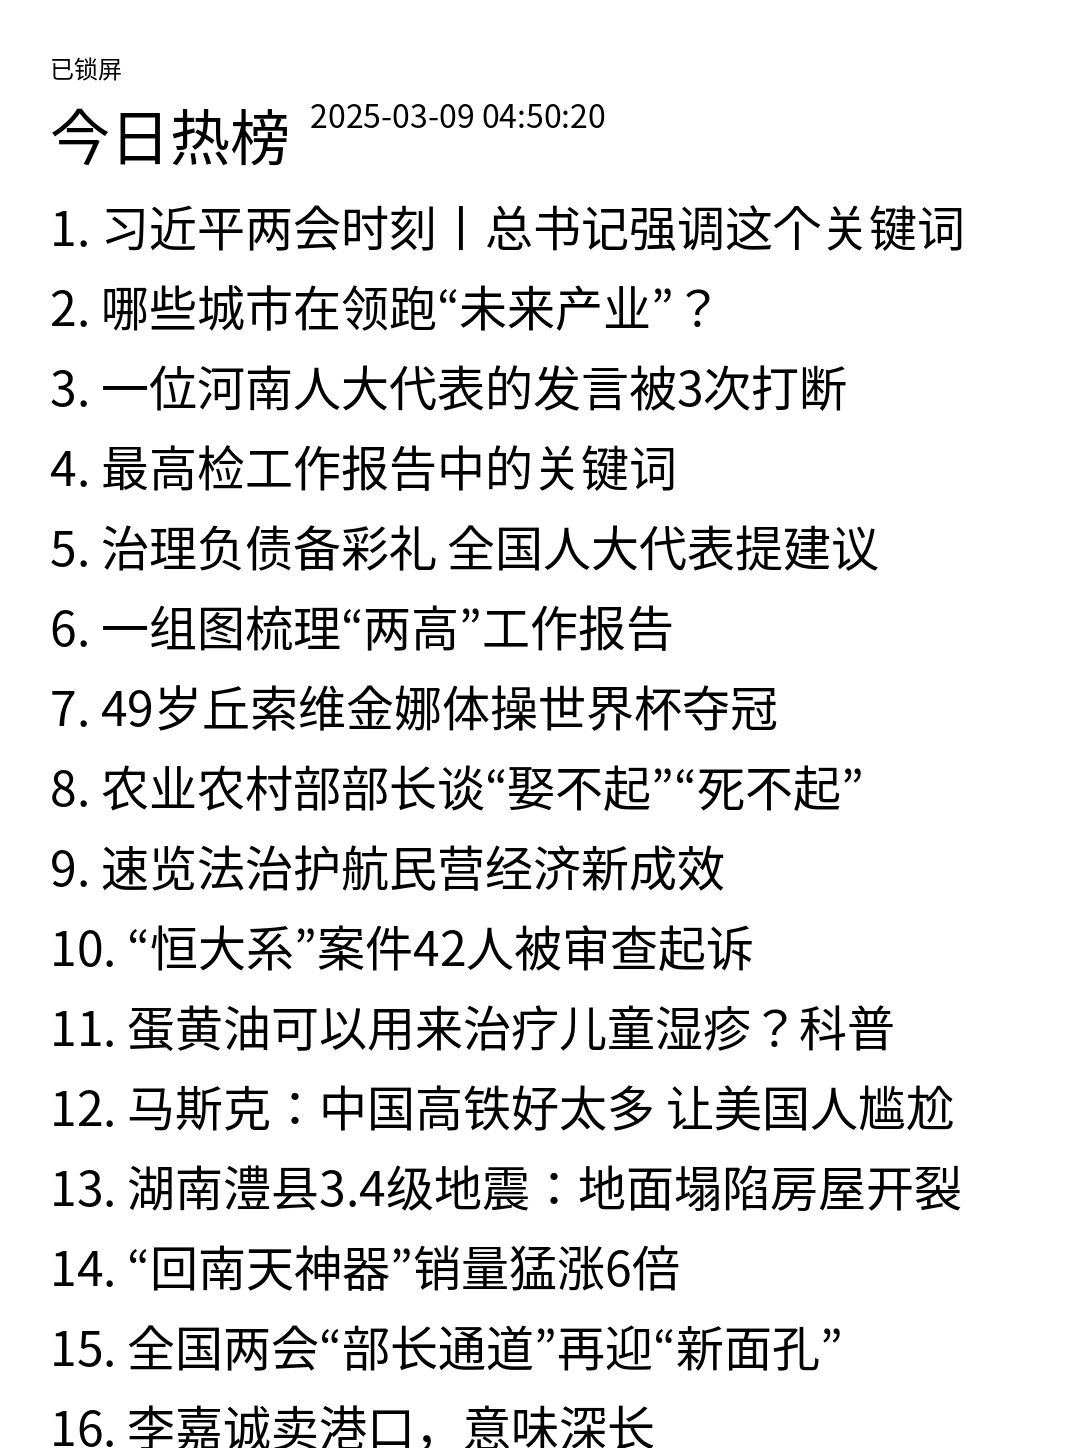 已锁屏
今日热榜 2025-03-09 04:50:20
1. 习近平两会时刻丨总书记强调这个关键词
2. 哪些城市在领跑“未来产业”？
3. 一位河南人大代表的发言被3次打断
4. 最高检工作报告中的关键词
5. 治理负债备彩礼 全国人大代表提建议
6. 一组图梳理“两高”工作报告
7. 49岁丘索维金娜体操世界杯夺冠
8. 农业农村部部长谈“娶不起”“死不起”
9. 速览法治护航民营经济新成效
10. “恒大系”案件42人被审查起诉
11. 蛋黄油可以用来治疗儿童湿疹？科普
12. 马斯克：中国高铁好太多 让美国人尴尬
13. 湖南澧县3.4级地震：地面塌陷房屋开裂
14. “回南天神器”销量猛涨6倍
15. 全国两会“部长通道”再迎“新面孔”
16. 李嘉诚卖港口，意味深长